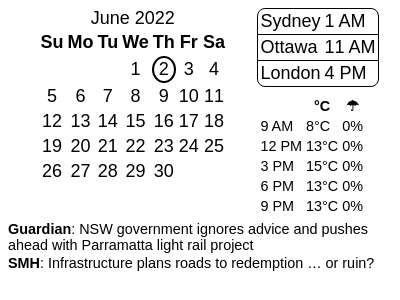 June 2022
Su Mo Tu We Th Fr Sa
1 2 3 4
5 6 7 8 9 10 11
12 13 14 15 16 17 18
19 20 21 22 23 24 25
26 27 28 29 30
Sydney 1 AM
Ottawa 11 AM
London 4 PM
°C ☂
9 AM 8°C 0%
12 PM 13°C 0%
3 PM 15°C 0%
6 PM 13°C 0%
9 PM 13°C 0%
Guardian: NSW government ignores advice and pushes
ahead with Parramatta light rail project
SMH: Infrastructure plans roads to redemption … or ruin?